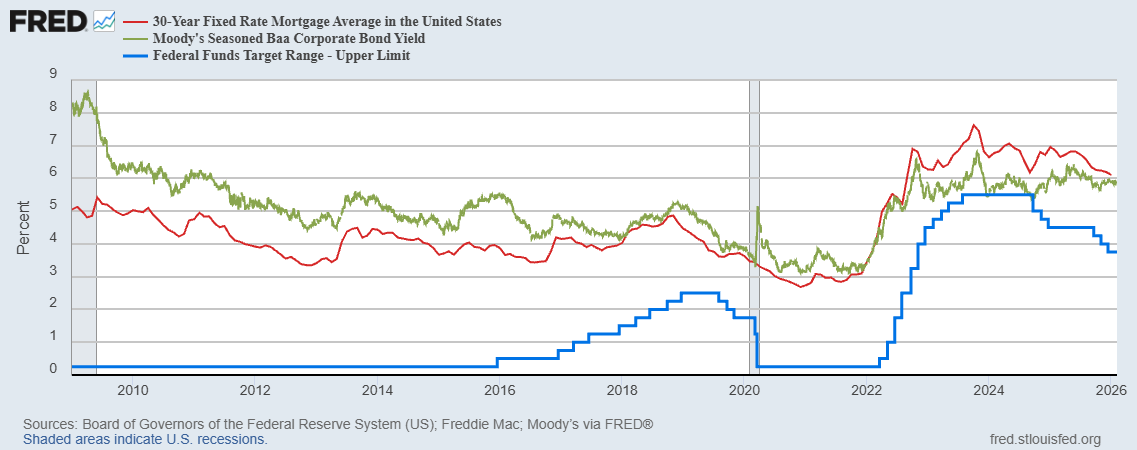 FRED
30-Year Fixed Rate Mortgage Average in the United States
Moody's Seasoned Baa Corporate Bond Yield
Federal Funds Target Range - Upper Limit
9
8
7
6
5
4
3
2
1
0
Percent
2010 2012 2014 2016 2018 2020 2022 2024 2026
Sources: Board of Governors of the Federal Reserve System (US); Freddie Mac; Moody’s via FRED®
Shaded areas indicate U.S. recessions.
fred.stlouisfed.org